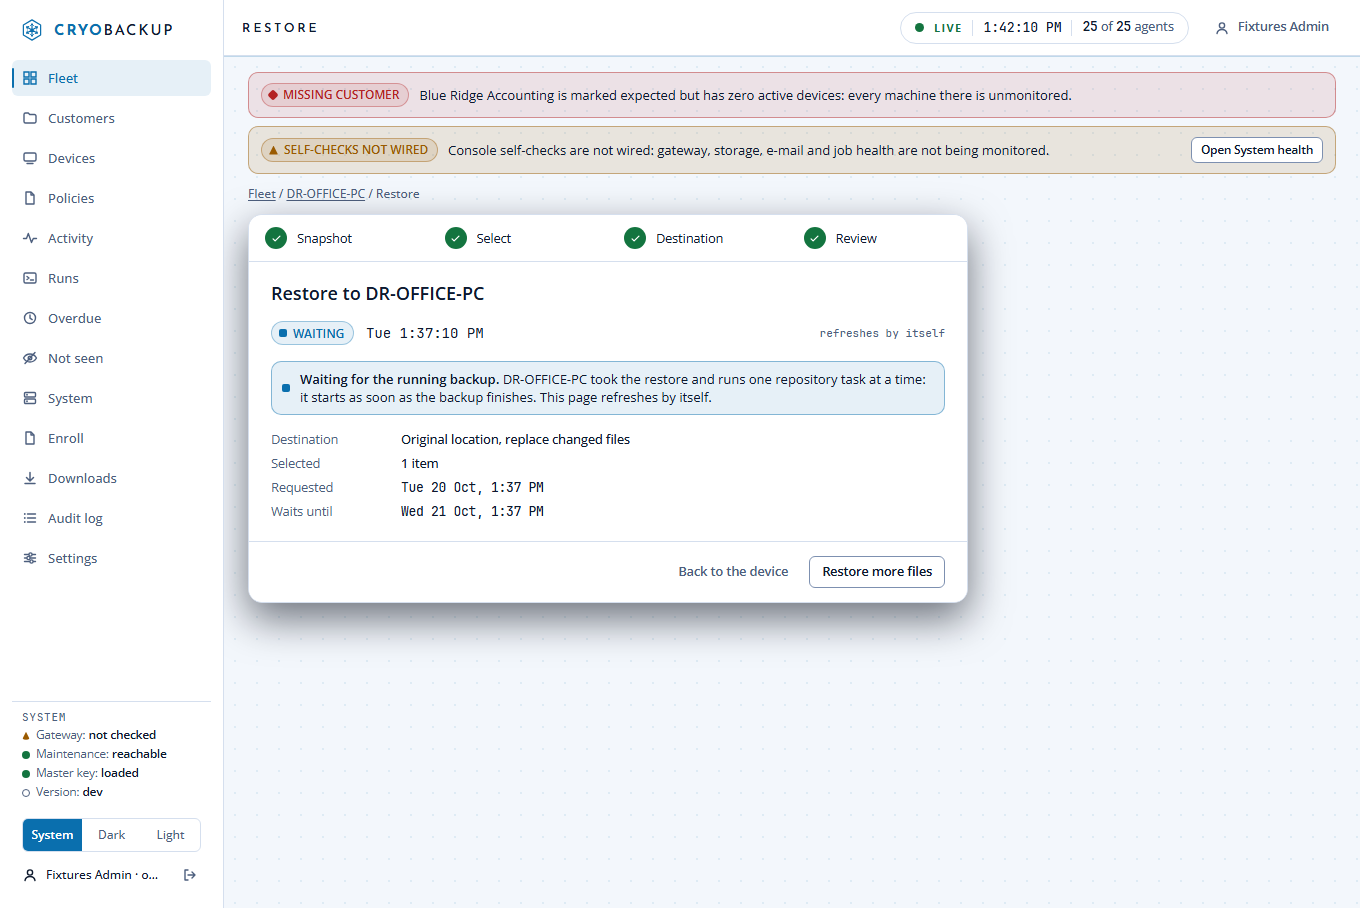 CRYOBACKUP
RESTORE
LIVE 1:42:10 PM 25 of 25 agents
Fixtures Admin
Fleet
Customers
Devices
Policies
Activity
Runs
Overdue
Not seen
System
Enroll
Downloads
Audit log
Settings
MISSING CUSTOMER Blue Ridge Accounting is marked expected but has zero active devices: every machine there is unmonitored.
SELF-CHECKS NOT WIRED Console self-checks are not wired: gateway, storage, e-mail and job health are not being monitored. Open System health
Fleet / DR-OFFICE-PC / Restore
Snapshot Select Destination Review
Restore to DR-OFFICE-PC
WAITING Tue 1:37:10 PM refreshes by itself
Waiting for the running backup. DR-OFFICE-PC took the restore and runs one repository task at a time:
it starts as soon as the backup finishes. This page refreshes by itself.
Destination Original location, replace changed files
Selected 1 item
Requested Tue 20 Oct, 1:37 PM
Waits until Wed 21 Oct, 1:37 PM
Back to the device Restore more files
SYSTEM
Gateway: not checked
Maintenance: reachable
Master key: loaded
Version: dev
System Dark Light
Fixtures Admin · o...